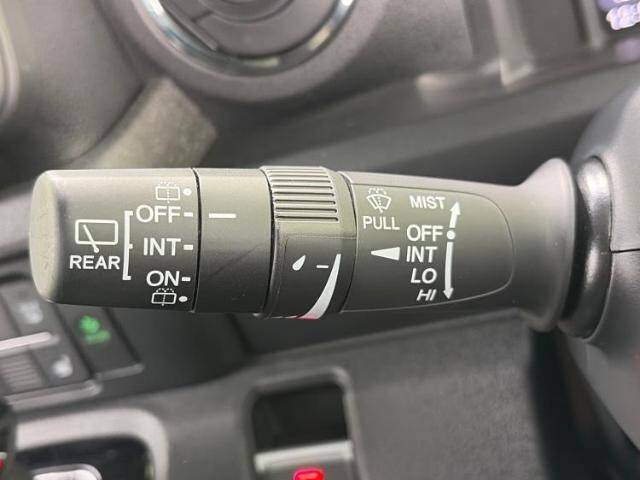 REAR
OFF
INT
ON
PULL
MIST
OFF
INT
LO
HI